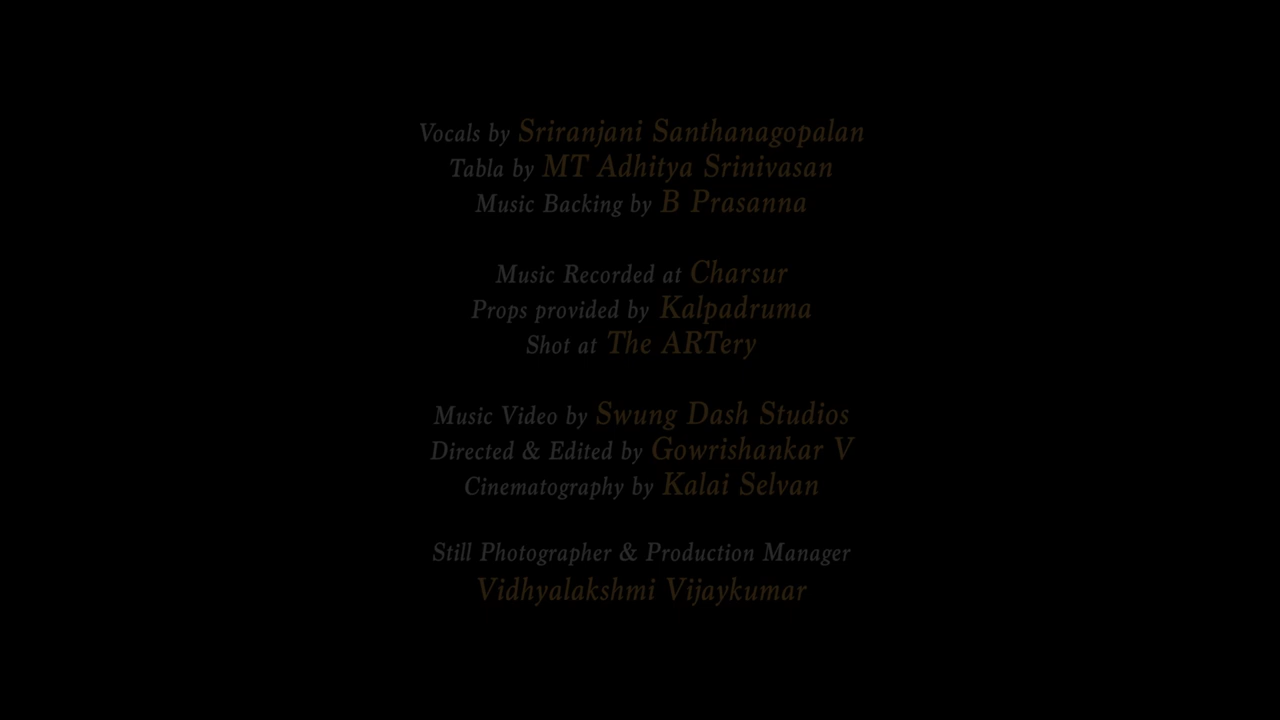 Vocals by Sriranjani Santhanagopalan
Tabla by MT Adhitya Srinivasan
Music Backing by B Prasanna
Music Recorded at Charsur
Props provided by Kalpadruma
Shot at The ARTery
Music Video by Swung Dash Studios
Directed & Edited by Gowrishankar V
Cinematography by Kalai Selvan
Still Photographer & Production Manager
Vidhyalakshmi Vijaykumar